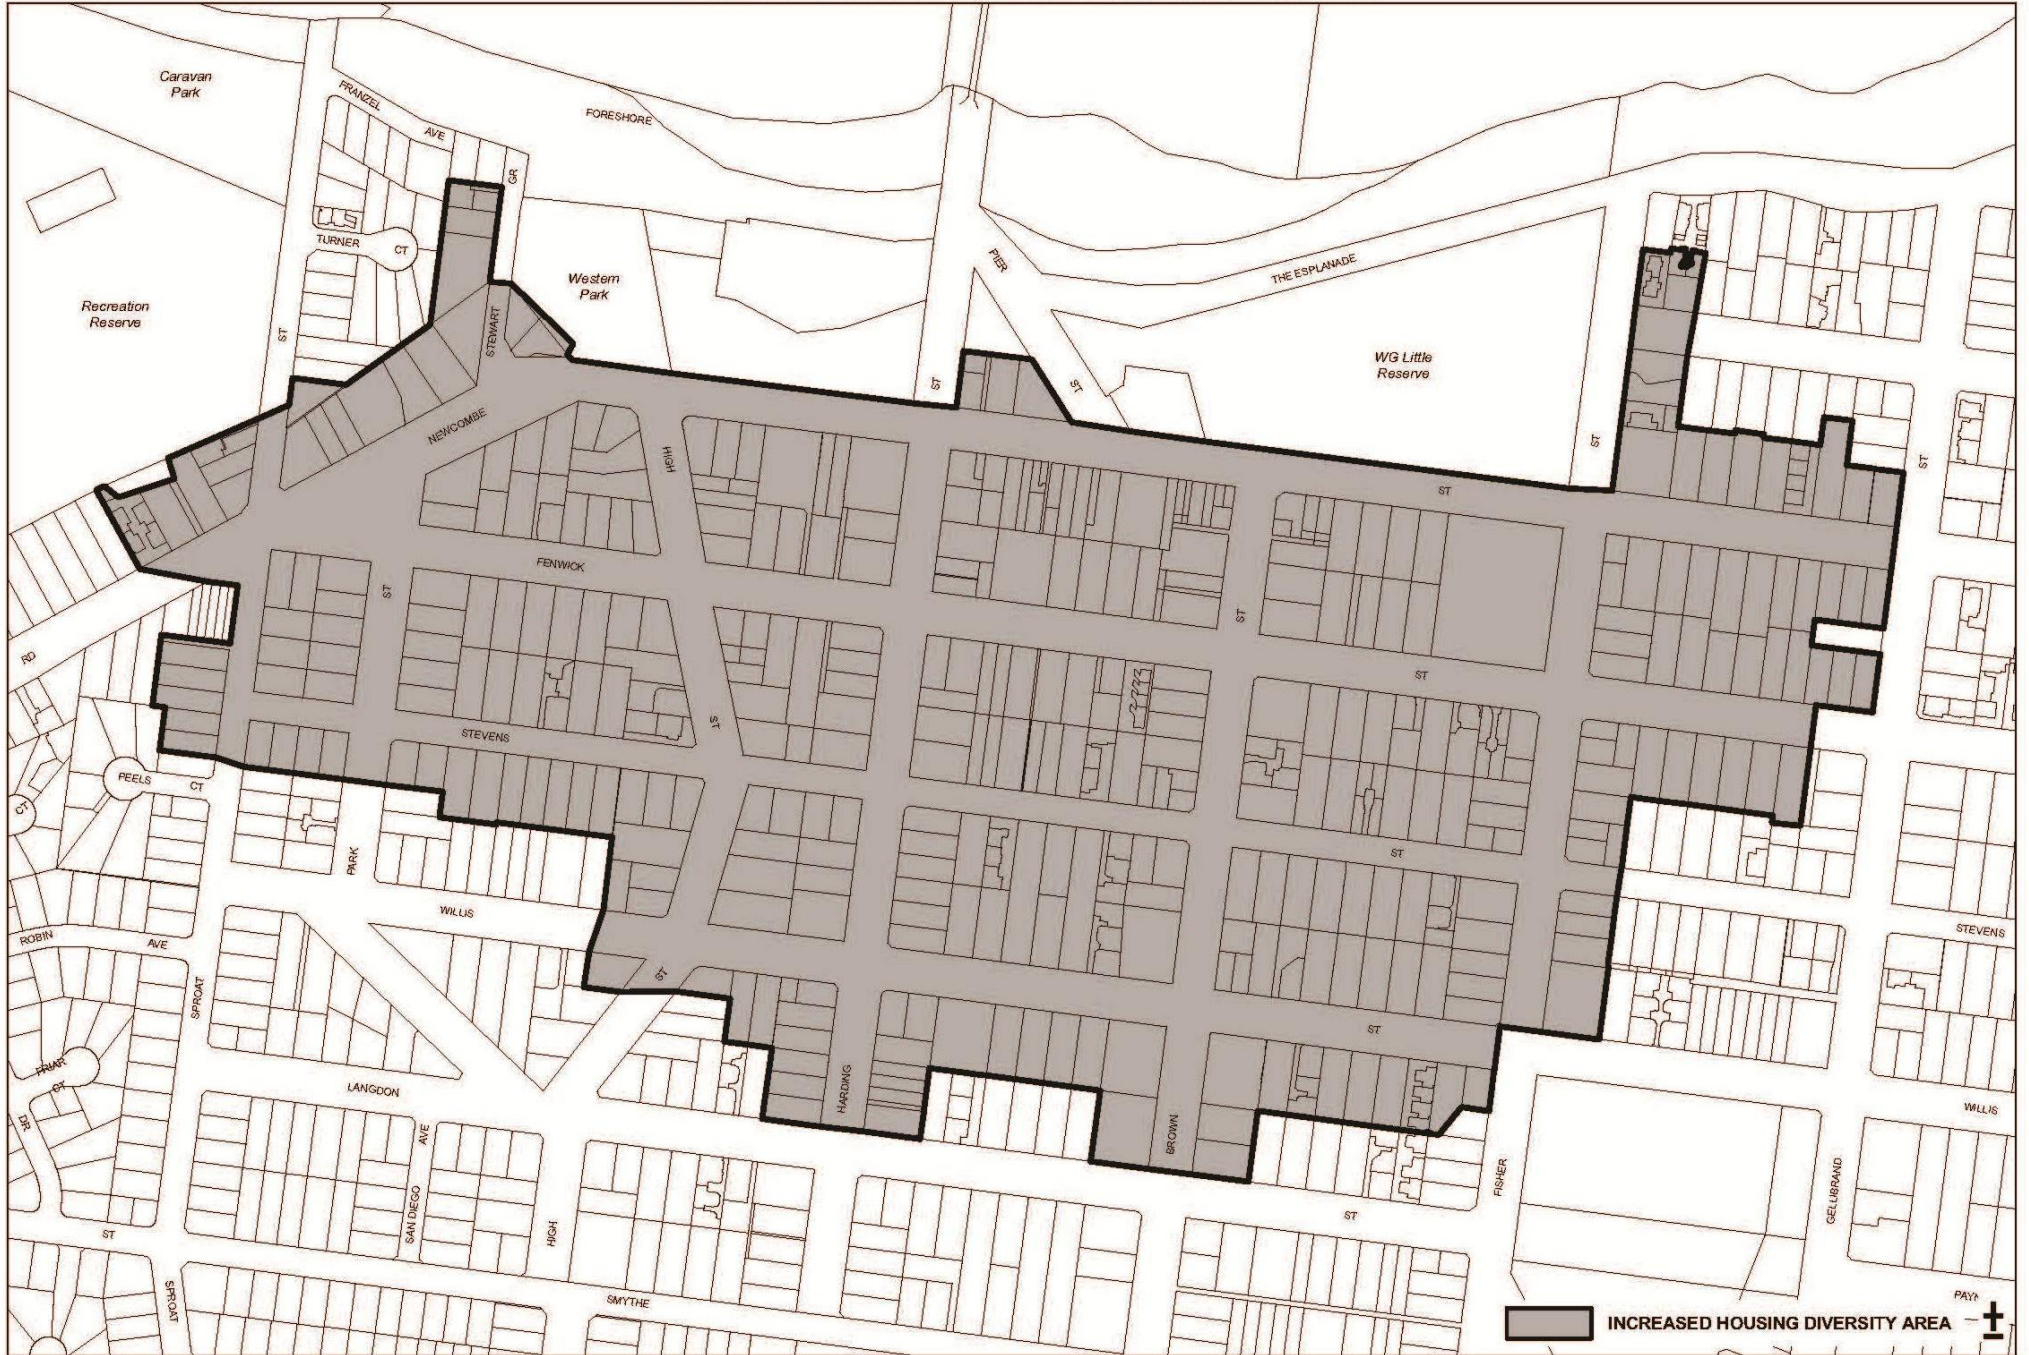 Caravan
Park
FRANZEL
AVE
FORESHORE
GR
TURNER
CT
PIER
THE ESPLANADE
Western
Park
Recreation
Reserve
ST
STEWART
WG Little
Reserve
ST
ST
NEWCOMBE
ST
ST
HIGH
ST
FENWICK
ST
ST
RD
ST
ST
STEVENS
PEELS
CT
CT
PARK
ST
WILLIS
STEVENS
ROBIN
AVE
ST
SPROAT
ST
FRIAR
CT
LANGDON
HARDING
WILLIS
DR
AVE
BROWN
FISHER
GELLIBRAND
SAN DIEGO
ST
HIGH
ST
SPROAT
SMYTHE
PAYN
INCREASED HOUSING DIVERSITY AREA